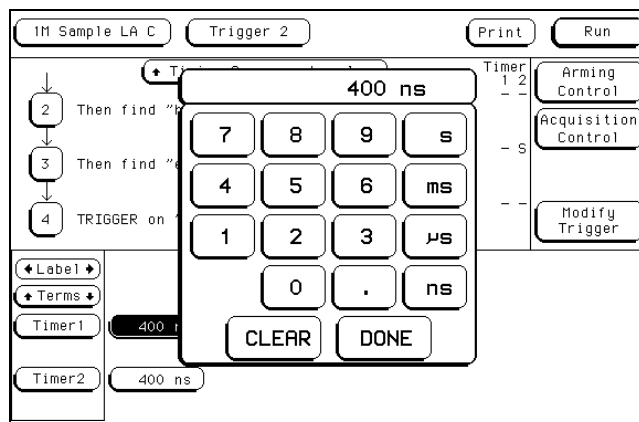 1M Sample LA C Trigger 2 Print Run
Timer
1 2
- -
Arming
Control
2 Then find "
Acquisition
Control
- S
3 Then find "
- -
4 TRIGGER on
Modify
Trigger
400 ns
7 8 9 s
4 5 6 ms
1 2 3 µs
0 . ns
CLEAR DONE
Label
Terms
Timer1 400
Timer2 400 ns